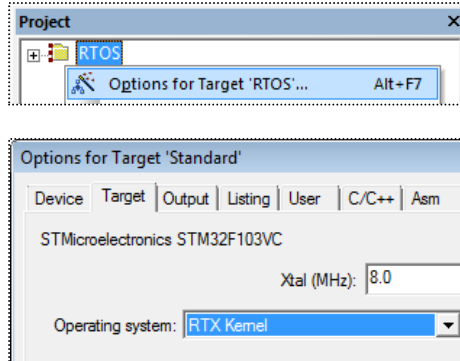 Project
RTOS
Options for Target 'RTOS'... Alt+F7
Options for Target 'Standard'
Device Target Output Listing User C/C++ Asm
STMicroelectronics STM32F103VC
Xtal (MHz): 8.0
Operating system: RTX Kernel